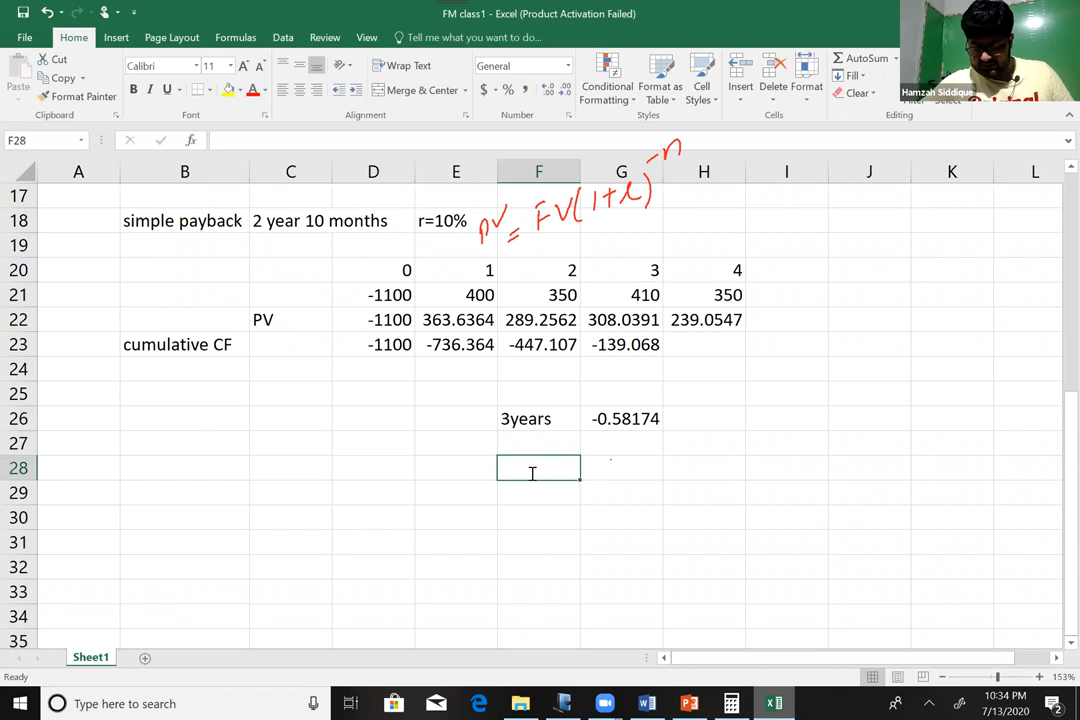 FM class1 - Excel (Product Activation Failed)
File Home Insert Page Layout Formulas Data Review View Tell me what you want to do...
Paste Cut Copy Format Painter
Calibri 11 A A
B I U A
Wrap Text
Merge & Center
General
$ % , .0 .00 .00 .0
Conditional Formatting Format as Table Cell Styles Insert Delete Format
AutoSum
Fill
Clear
Hamzah Siddique
Original
Clipboard Font Alignment Number Styles Cells Editing
F28 fx
A B C D E F G H I J K L
PV = FV(1+r)^-n
17
18 simple payback 2 year 10 months r=10%
19
20 0 1 2 3 4
21 -1100 400 350 410 350
22 PV -1100 363.6364 289.2562 308.0391 239.0547
23 cumulative CF -1100 -736.364 -447.107 -139.068
24
25
26 3years -0.58174
27
28
29
30
31
32
33
34
35
Sheet1
Ready 153%
Type here to search
10:34 PM
7/13/2020
2